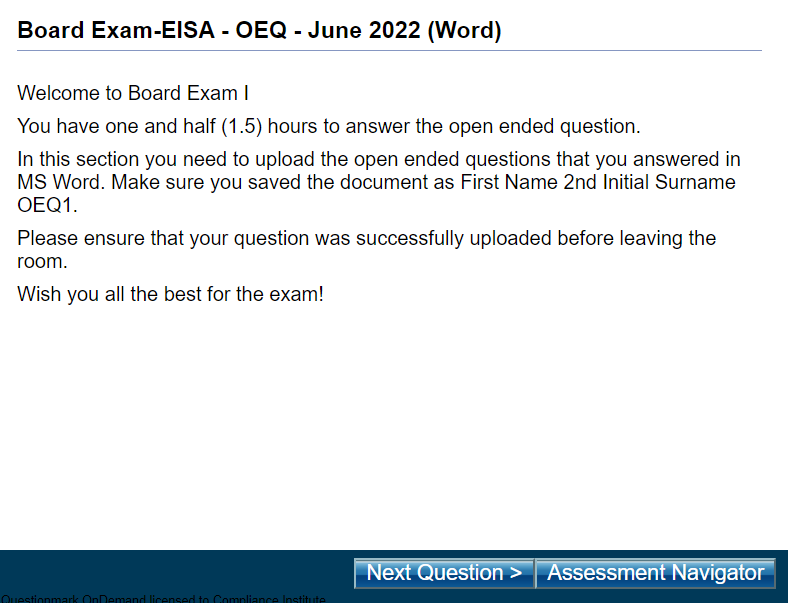 Board Exam-EISA - OEQ - June 2022 (Word)
Welcome to Board Exam I
You have one and half (1.5) hours to answer the open ended question.
In this section you need to upload the open ended questions that you answered in
MS Word. Make sure you saved the document as First Name 2nd Initial Surname
OEQ1.
Please ensure that your question was successfully uploaded before leaving the
room.
Wish you all the best for the exam!
Next Question > Assessment Navigator
Questionmark OnDemand licensed to Compliance Institute